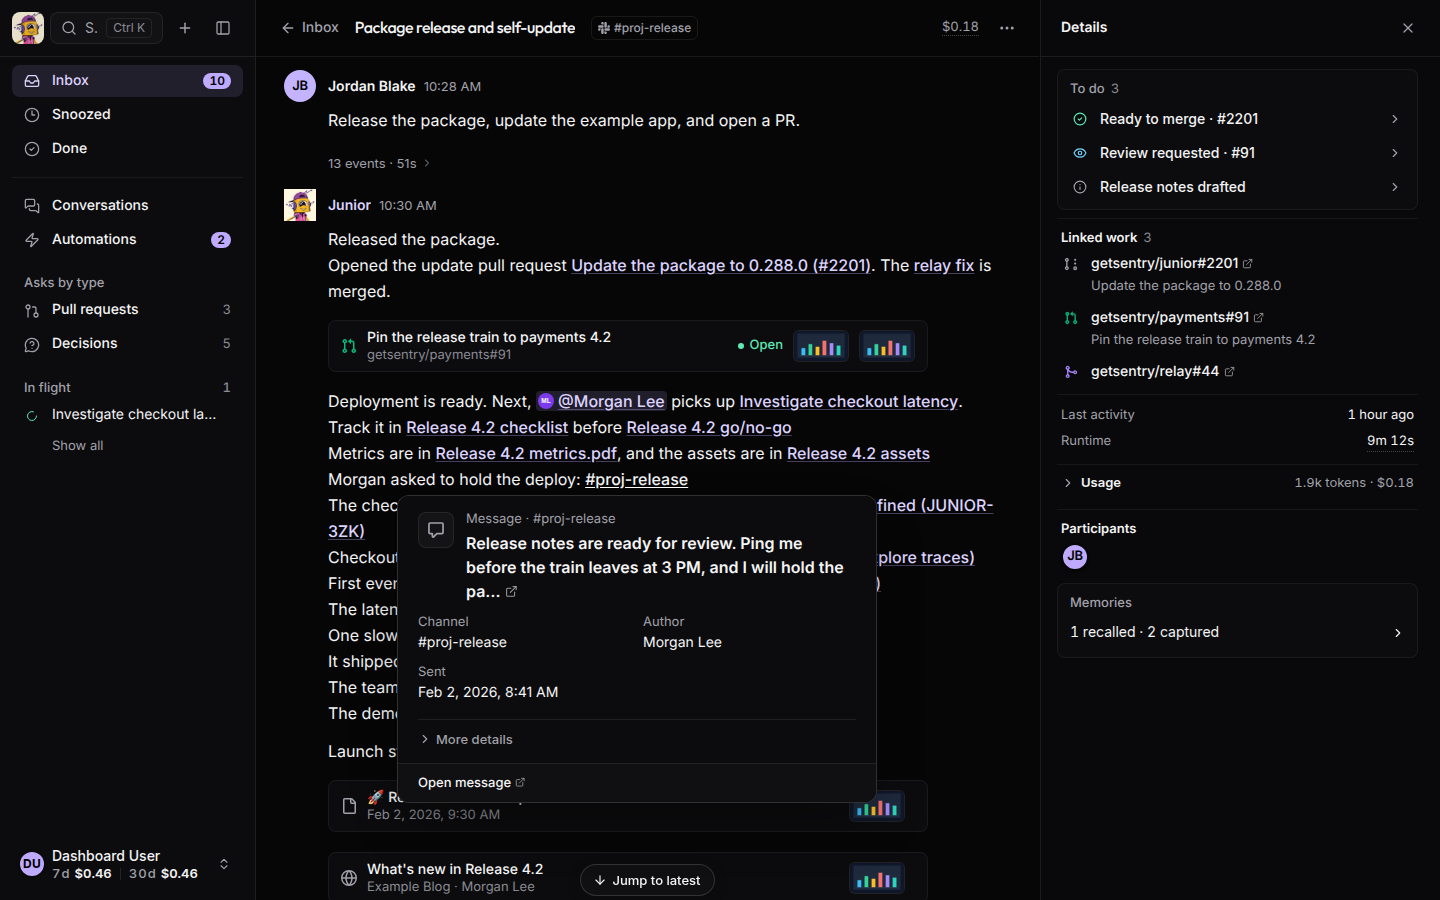 S.
Ctrl K
Inbox
10
Snoozed
Done
Conversations
Automations
2
Asks by type
Pull requests
3
Decisions
5
In flight
1
Investigate checkout la...
Show all
DU
Dashboard User
7d $0.46
30d $0.46
Inbox
Package release and self-update
#proj-release
$0.18
JB
Jordan Blake 10:28 AM
Release the package, update the example app, and open a PR.
13 events · 51s
Junior 10:30 AM
Released the package.
Opened the update pull request Update the package to 0.288.0 (#2201). The relay fix is
merged.
Pin the release train to payments 4.2
getsentry/payments#91
Open
Deployment is ready. Next, ML @Morgan Lee picks up Investigate checkout latency.
Track it in Release 4.2 checklist before Release 4.2 go/no-go
Metrics are in Release 4.2 metrics.pdf, and the assets are in Release 4.2 assets
Morgan asked to hold the deploy: #proj-release
The chec
fined (JUNIOR-
3ZK)
Checkout
plore traces)
First even
)
The laten
One slow
It shipped
The team
The demo
Launch s
Message · #proj-release
Release notes are ready for review. Ping me
before the train leaves at 3 PM, and I will hold the
pa...
Channel
#proj-release
Author
Morgan Lee
Sent
Feb 2, 2026, 8:41 AM
More details
Open message
🚀 Re
Feb 2, 2026, 9:30 AM
What's new in Release 4.2
Example Blog · Morgan Lee
Jump to latest
Details
To do 3
Ready to merge · #2201
Review requested · #91
Release notes drafted
Linked work 3
getsentry/junior#2201
Update the package to 0.288.0
getsentry/payments#91
Pin the release train to payments 4.2
getsentry/relay#44
Last activity
1 hour ago
Runtime
9m 12s
Usage
1.9k tokens · $0.18
Participants
JB
Memories
1 recalled · 2 captured